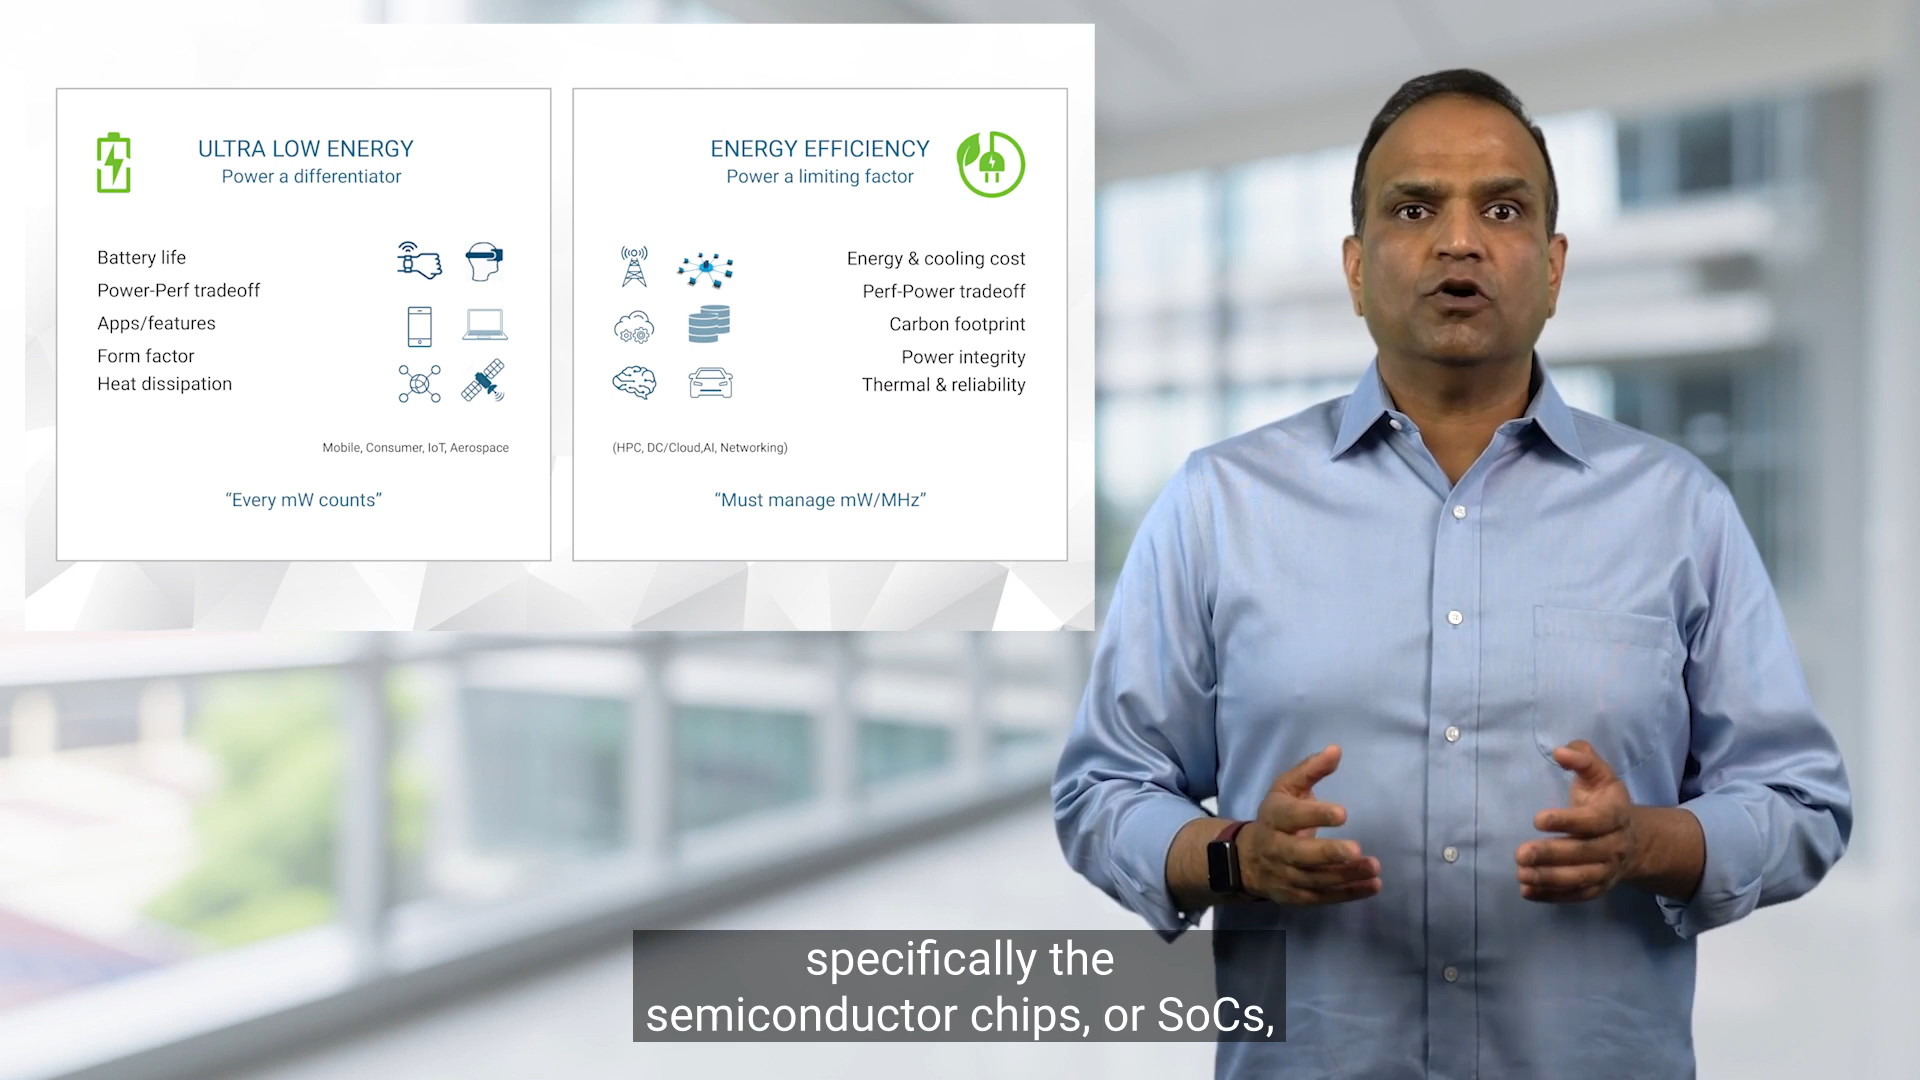 ULTRA LOW ENERGY
Power a differentiator
Battery life
Power-Perf tradeoff
Apps/features
Form factor
Heat dissipation
Mobile, Consumer, IoT, Aerospace
“Every mW counts”
ENERGY EFFICIENCY
Power a limiting factor
Energy & cooling cost
Perf-Power tradeoff
Carbon footprint
Power integrity
Thermal & reliability
(HPC, DC/Cloud,AI, Networking)
“Must manage mW/MHz”
specifically the
semiconductor chips, or SoCs,